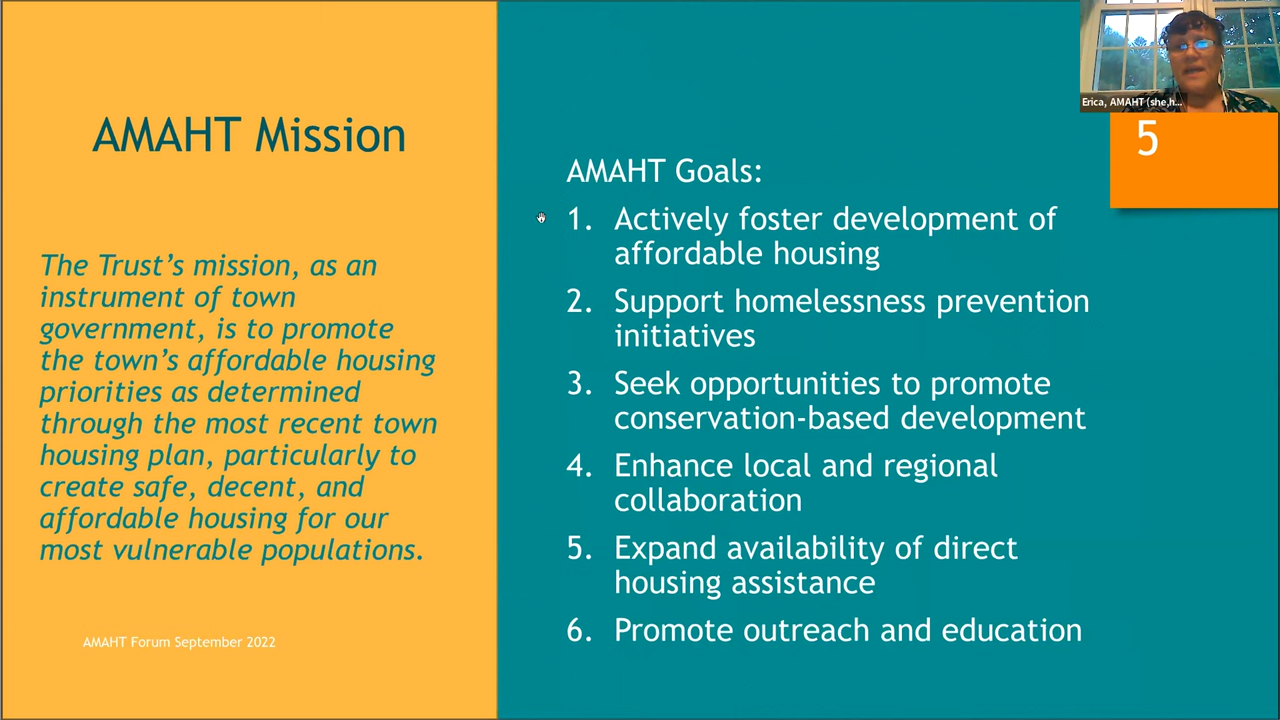 AMAHT Mission
The Trust's mission, as an
instrument of town
government, is to promote
the town's affordable housing
priorities as determined
through the most recent town
housing plan, particularly to
create safe, decent, and
affordable housing for our
most vulnerable populations.
AMAHT Forum September 2022
AMAHT Goals:
1. Actively foster development of
affordable housing
2. Support homelessness prevention
initiatives
3. Seek opportunities to promote
conservation-based development
4. Enhance local and regional
collaboration
5. Expand availability of direct
housing assistance
6. Promote outreach and education
Erica, AMAHT (she,h...
5